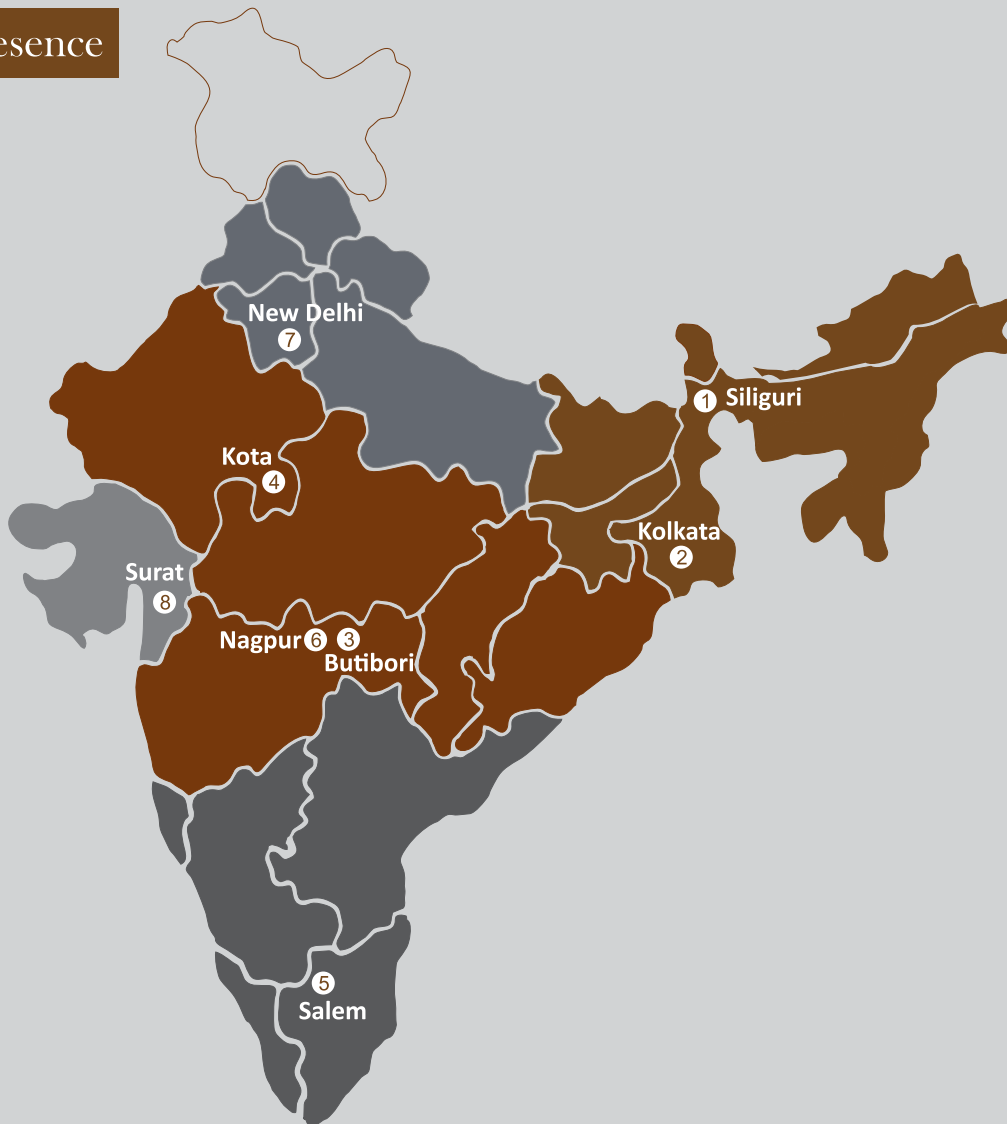 esence
New Delhi
7
1 Siliguri
Kota
4
Kolkata
2
Surat
8
Nagpur 6 3
Butibori
5
Salem